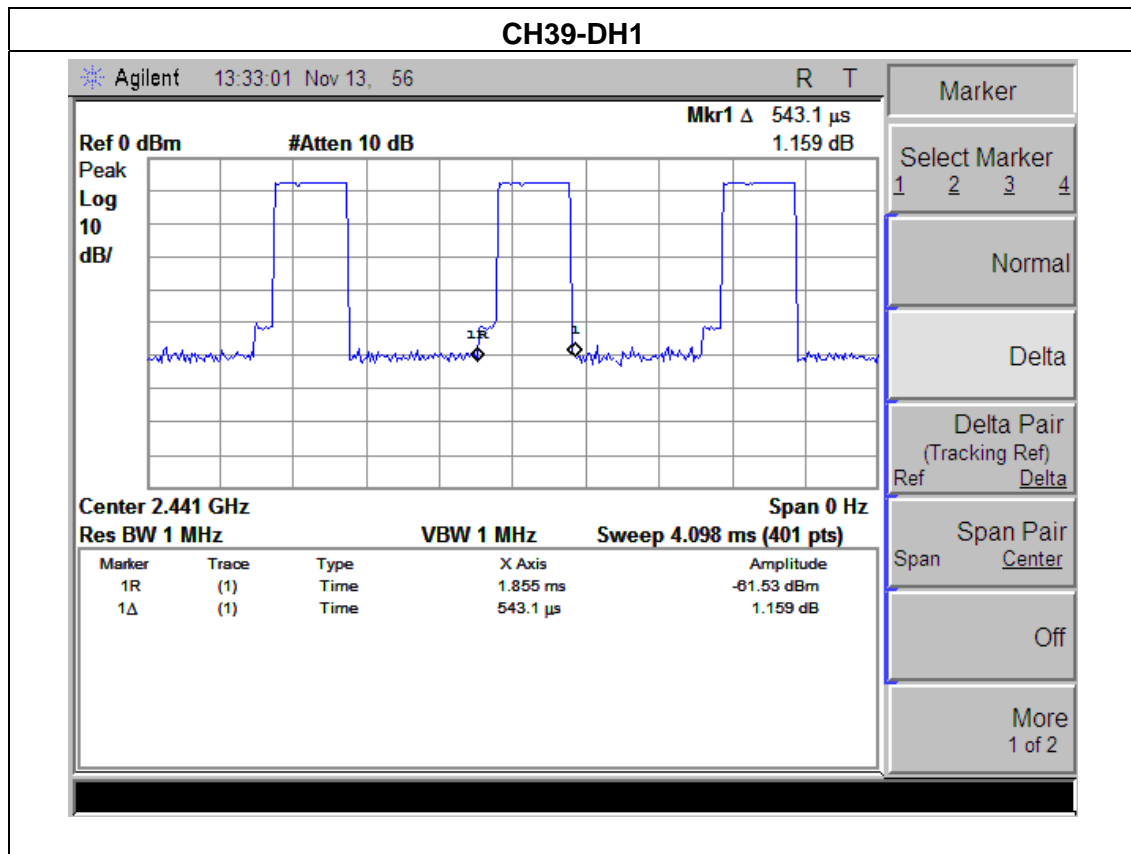 CH39-DH1
Agilent 13:33:01 Nov 13, 56 R T
Mkr1 Δ 543.1 µs
Ref 0 dBm #Atten 10 dB 1.159 dB
Peak
Log
10
dB/
1R 1
Center 2.441 GHz Span 0 Hz
Res BW 1 MHz VBW 1 MHz Sweep 4.098 ms (401 pts)
Marker Trace Type X Axis Amplitude
1R (1) Time 1.855 ms -61.53 dBm
1Δ (1) Time 543.1 µs 1.159 dB
Marker
Select Marker
1 2 3 4
Normal
Delta
Delta Pair
(Tracking Ref)
Ref Delta
Span Pair
Span Center
Off
More
1 of 2